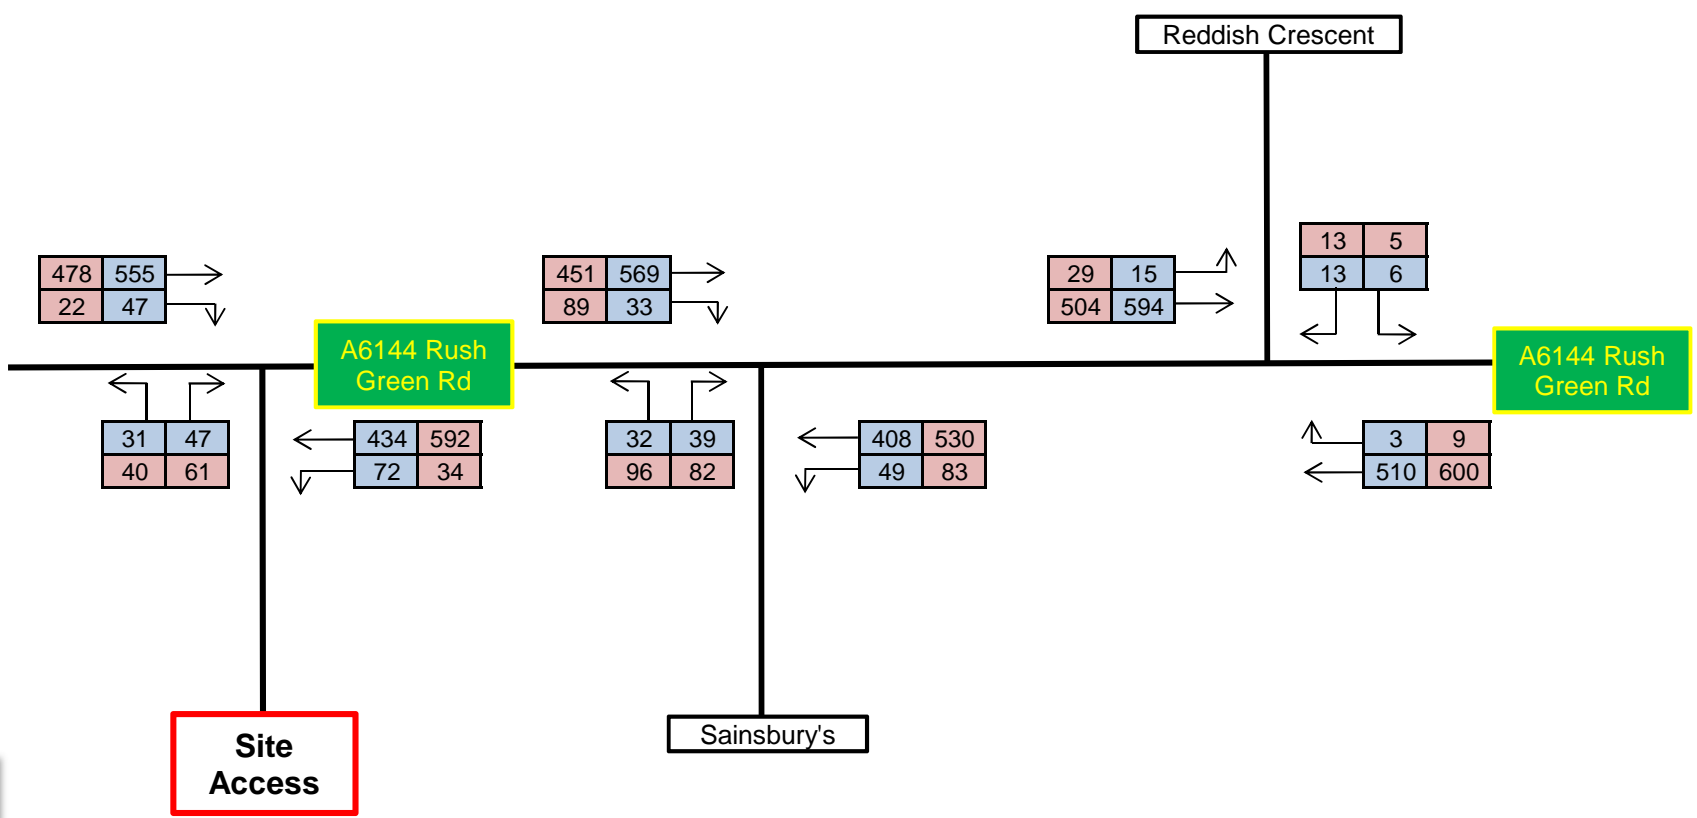 Reddish Crescent
13 5
13 6
478 555
22 47
451 569
89 33
29 15
504 594
A6144 Rush
Green Rd
A6144 Rush
Green Rd
31 47
40 61
434 592
72 34
32 39
96 82
408 530
49 83
3 9
510 600
Site
Access
Sainsbury's